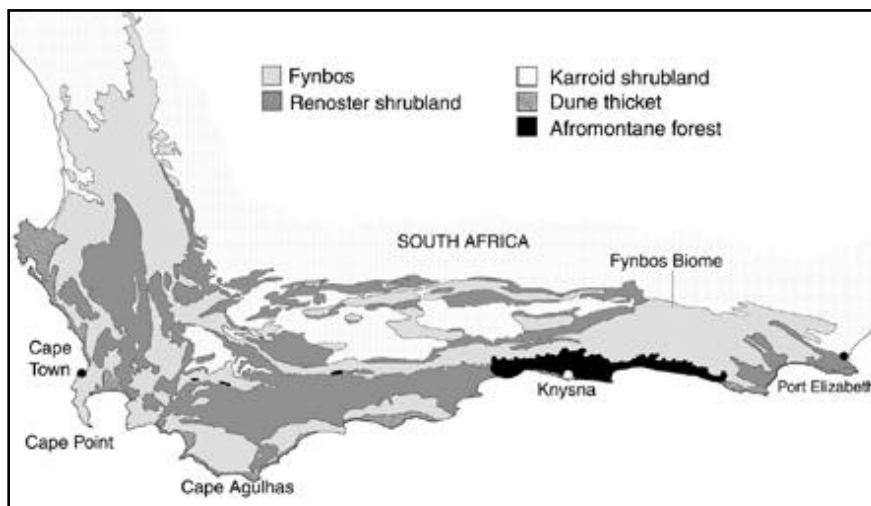 Fynbos
Renoster shrubland
Karroid shrubland
Dune thicket
Afromontane forest
SOUTH AFRICA
Fynbos Biome
Cape
Town
Knysna
Port Elizabeth
Cape Point
Cape Agulhas